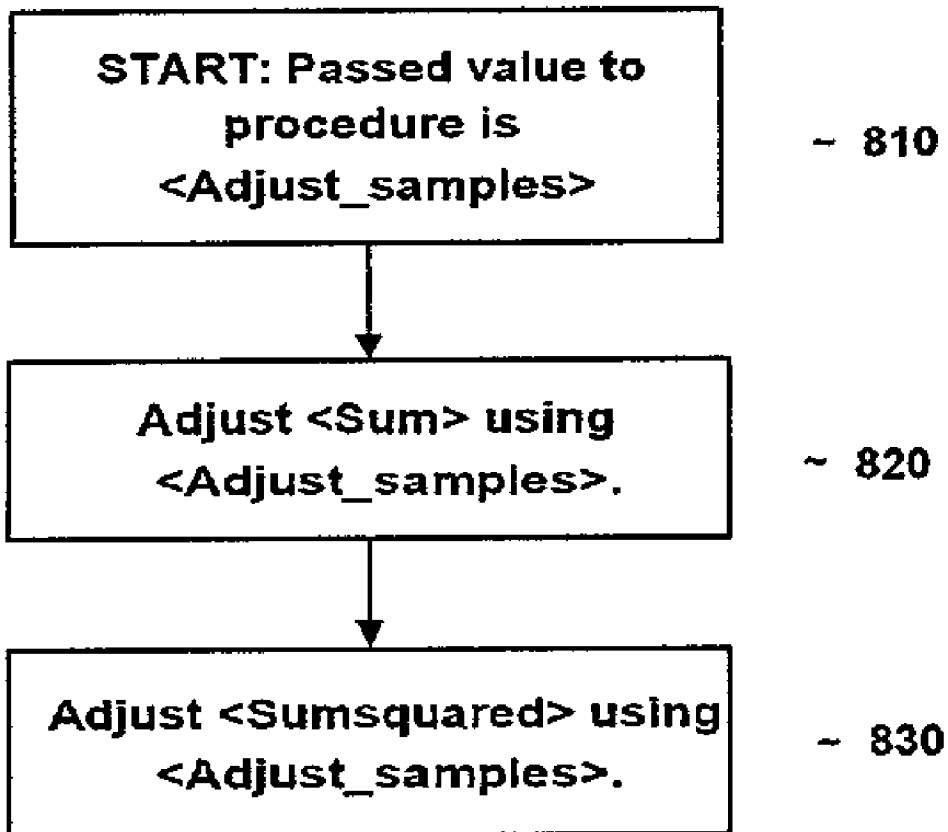 START: Passed value to
procedure is
<Adjust_samples>
~ 810
Adjust <Sum> using
<Adjust_samples>.
~ 820
Adjust <Sumsquared> using
<Adjust_samples>.
~ 830